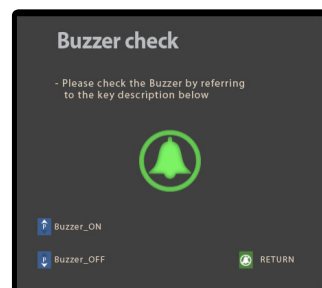 Buzzer check
- Please check the Buzzer by referring
to the key description below
P Buzzer_ON
P Buzzer_OFF
RETURN